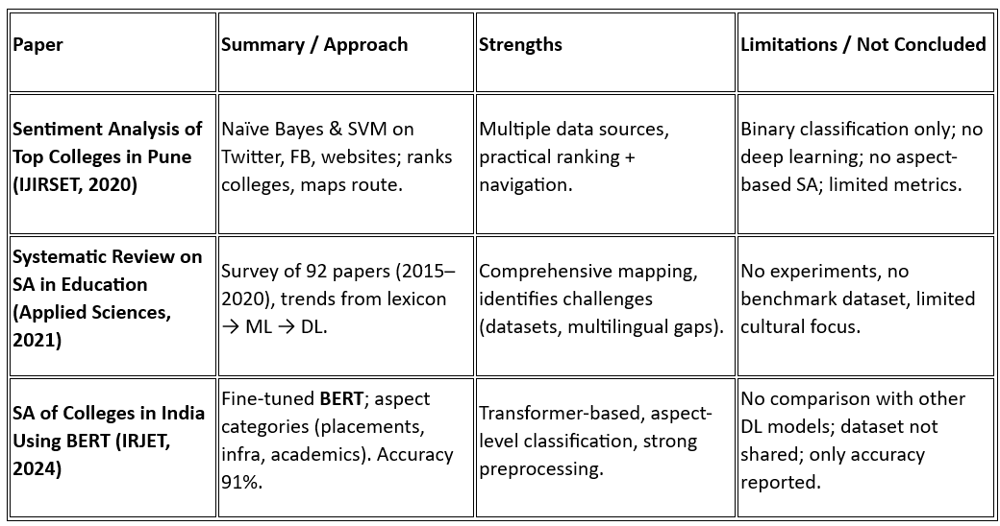 Paper
Summary / Approach
Strengths
Limitations / Not Concluded
Sentiment Analysis of
Top Colleges in Pune
(IJIRSET, 2020)
Naïve Bayes & SVM on
Twitter, FB, websites; ranks
colleges, maps route.
Multiple data sources,
practical ranking +
navigation.
Binary classification only; no
deep learning; no aspect-
based SA; limited metrics.
Systematic Review on
SA in Education
(Applied Sciences,
2021)
Survey of 92 papers (2015–
2020), trends from lexicon
→ ML → DL.
Comprehensive mapping,
identifies challenges
(datasets, multilingual gaps).
No experiments, no
benchmark dataset, limited
cultural focus.
SA of Colleges in India
Using BERT (IRJET,
2024)
Fine-tuned BERT; aspect
categories (placements,
infra, academics). Accuracy
91%.
Transformer-based, aspect-
level classification, strong
preprocessing.
No comparison with other
DL models; dataset not
shared; only accuracy
reported.